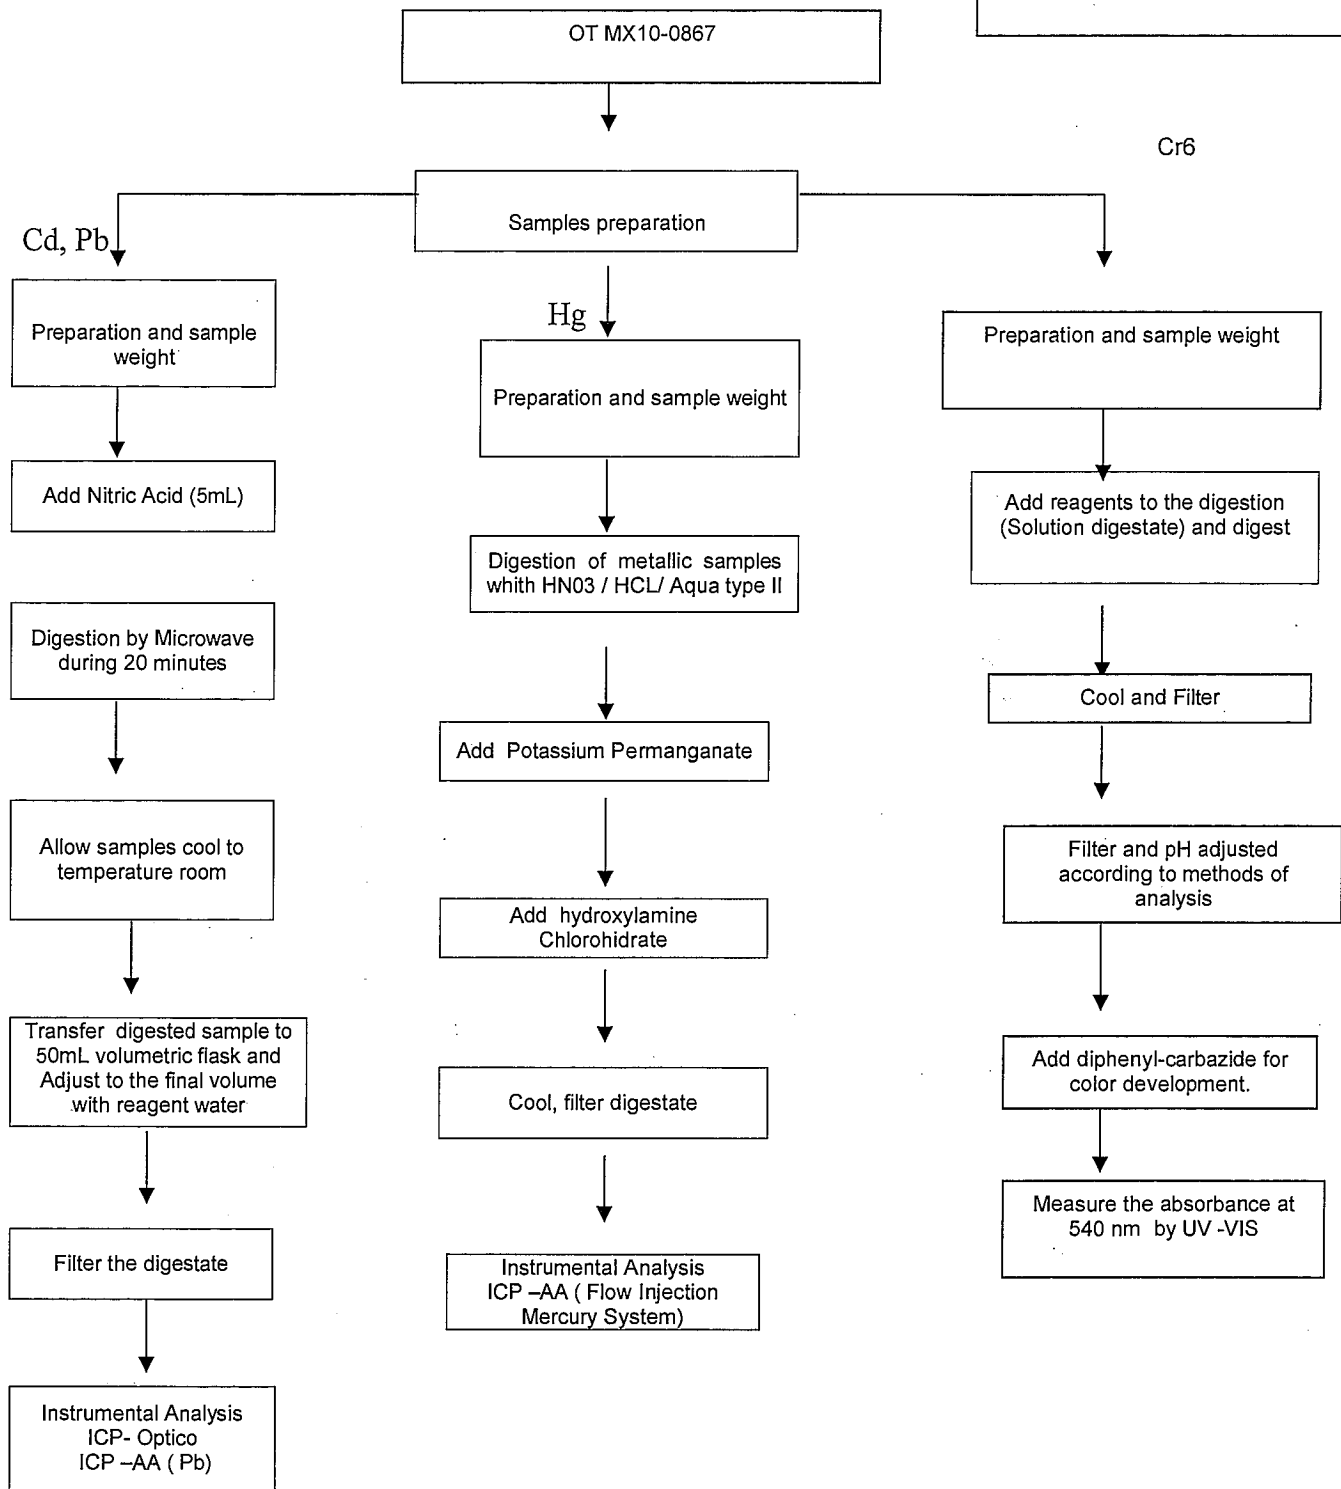 OT MX10-0867
Samples preparation
Cd, Pb
Preparation and sample
weight
Add Nitric Acid (5mL)
Digestion by Microwave
during 20 minutes
Allow samples cool to
temperature room
Transfer digested sample to
50mL volumetric flask and
Adjust to the final volume
with reagent water
Filter the digestate
Instrumental Analysis
ICP- Optico
ICP –AA ( Pb)
Hg
Preparation and sample weight
Digestion of metallic samples
whith HN03 / HCL/ Aqua type II
Add Potassium Permanganate
Add hydroxylamine
Chlorohidrate
Cool, filter digestate
Instrumental Analysis
ICP –AA ( Flow Injection
Mercury System)
Cr6
Preparation and sample weight
Add reagents to the digestion
(Solution digestate) and digest
Cool and Filter
Filter and pH adjusted
according to methods of
analysis
Add diphenyl-carbazide for
color development.
Measure the absorbance at
540 nm by UV -VIS